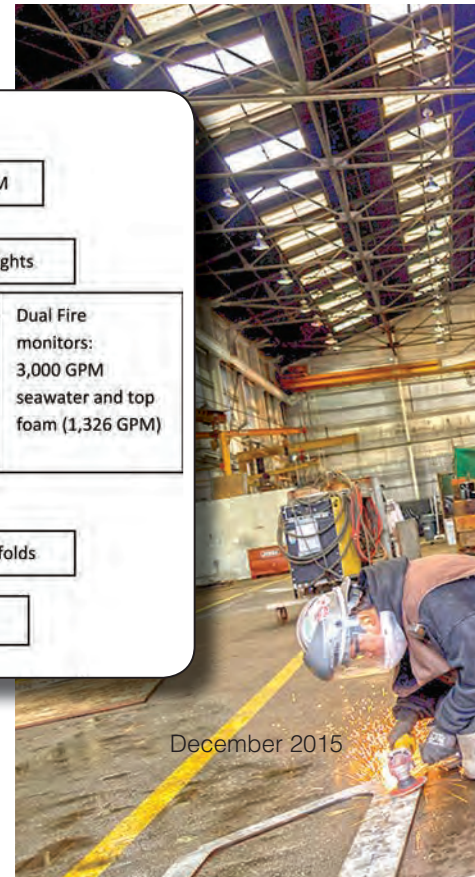 M
ghts
Dual Fire
monitors:
3,000 GPM
seawater and top
foam (1,326 GPM)
folds
December 2015